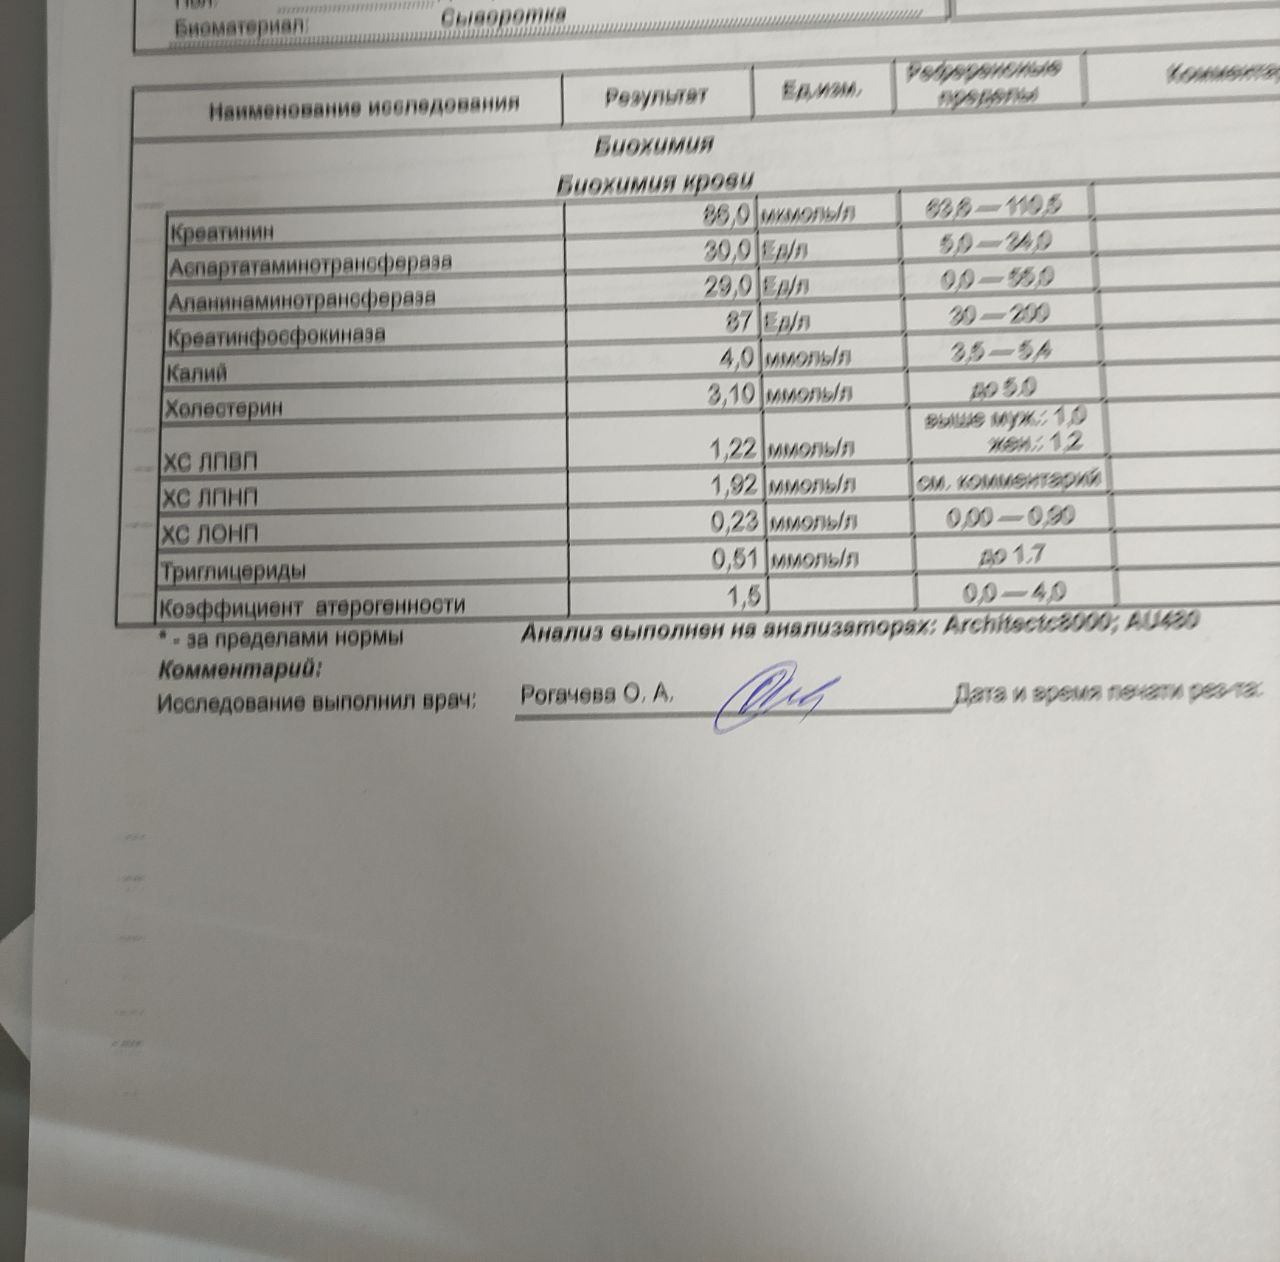 Биоматериал: Сыворотка
Наименование исследования Результат Ед.изм. Референсные пределы
Биохимия
Биохимия крови
Креатинин 86,0 мкмоль/л 63,6 — 110,5
Аспартатаминотрансфераза 30,0 Ед/л 5,0 — 34,0
Аланинаминотрансфераза 29,0 Ед/л 0,0 — 55,0
Креатинфосфокиназа 87 Ед/л 30 — 200
Калий 4,0 ммоль/л 3,5 — 5,4
Холестерин 3,10 ммоль/л до 5.0
ХС ЛПВП 1,22 ммоль/л выше муж.: 1,0
жен.: 1,2
ХС ЛПНП 1,92 ммоль/л см. комментарий
ХС ЛОНП 0,23 ммоль/л 0,00 — 0,90
Триглицериды 0,51 ммоль/л до 1.7
Коэффициент атерогенности 1,5 0,0 — 4,0
* - за пределами нормы Анализ выполнен на анализаторах: Architectc8000; AU480
Комментарий:
Исследование выполнил врач: Рогачева О. А. Дата и время печати рез-та: